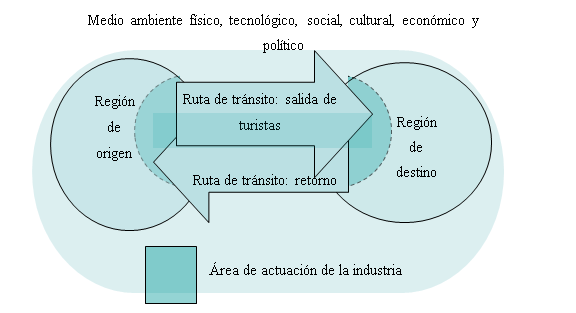 Medio ambiente físico, tecnológico, social, cultural, económico y
político
Región
de
origen
Ruta de tránsito: salida de
turistas
Región
de
destino
Ruta de tránsito: retorno
Área de actuación de la industria